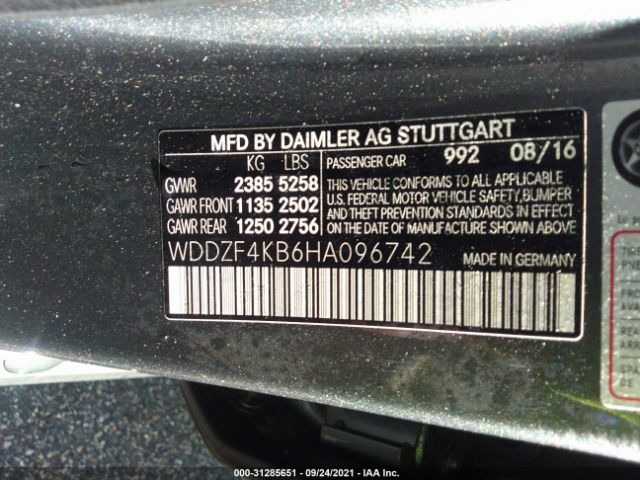 MFD BY DAIMLER AG STUTTGART
KG LBS
GVWR 2385 5258
GAWR FRONT 1135 2502
GAWR REAR 1250 2756
PASSENGER CAR 992 08/16
THIS VEHICLE CONFORMS TO ALL APPLICABLE
U.S. FEDERAL MOTOR VEHICLE SAFETY, BUMPER
AND THEFT PREVENTION STANDARDS IN EFFECT
ON THE DATE OF MANUFACTURE SHOWN ABOVE
WDDZF4KB6HA096742 MADE IN GERMANY
000-31285651 | 09/24/2021 | IAA Inc.